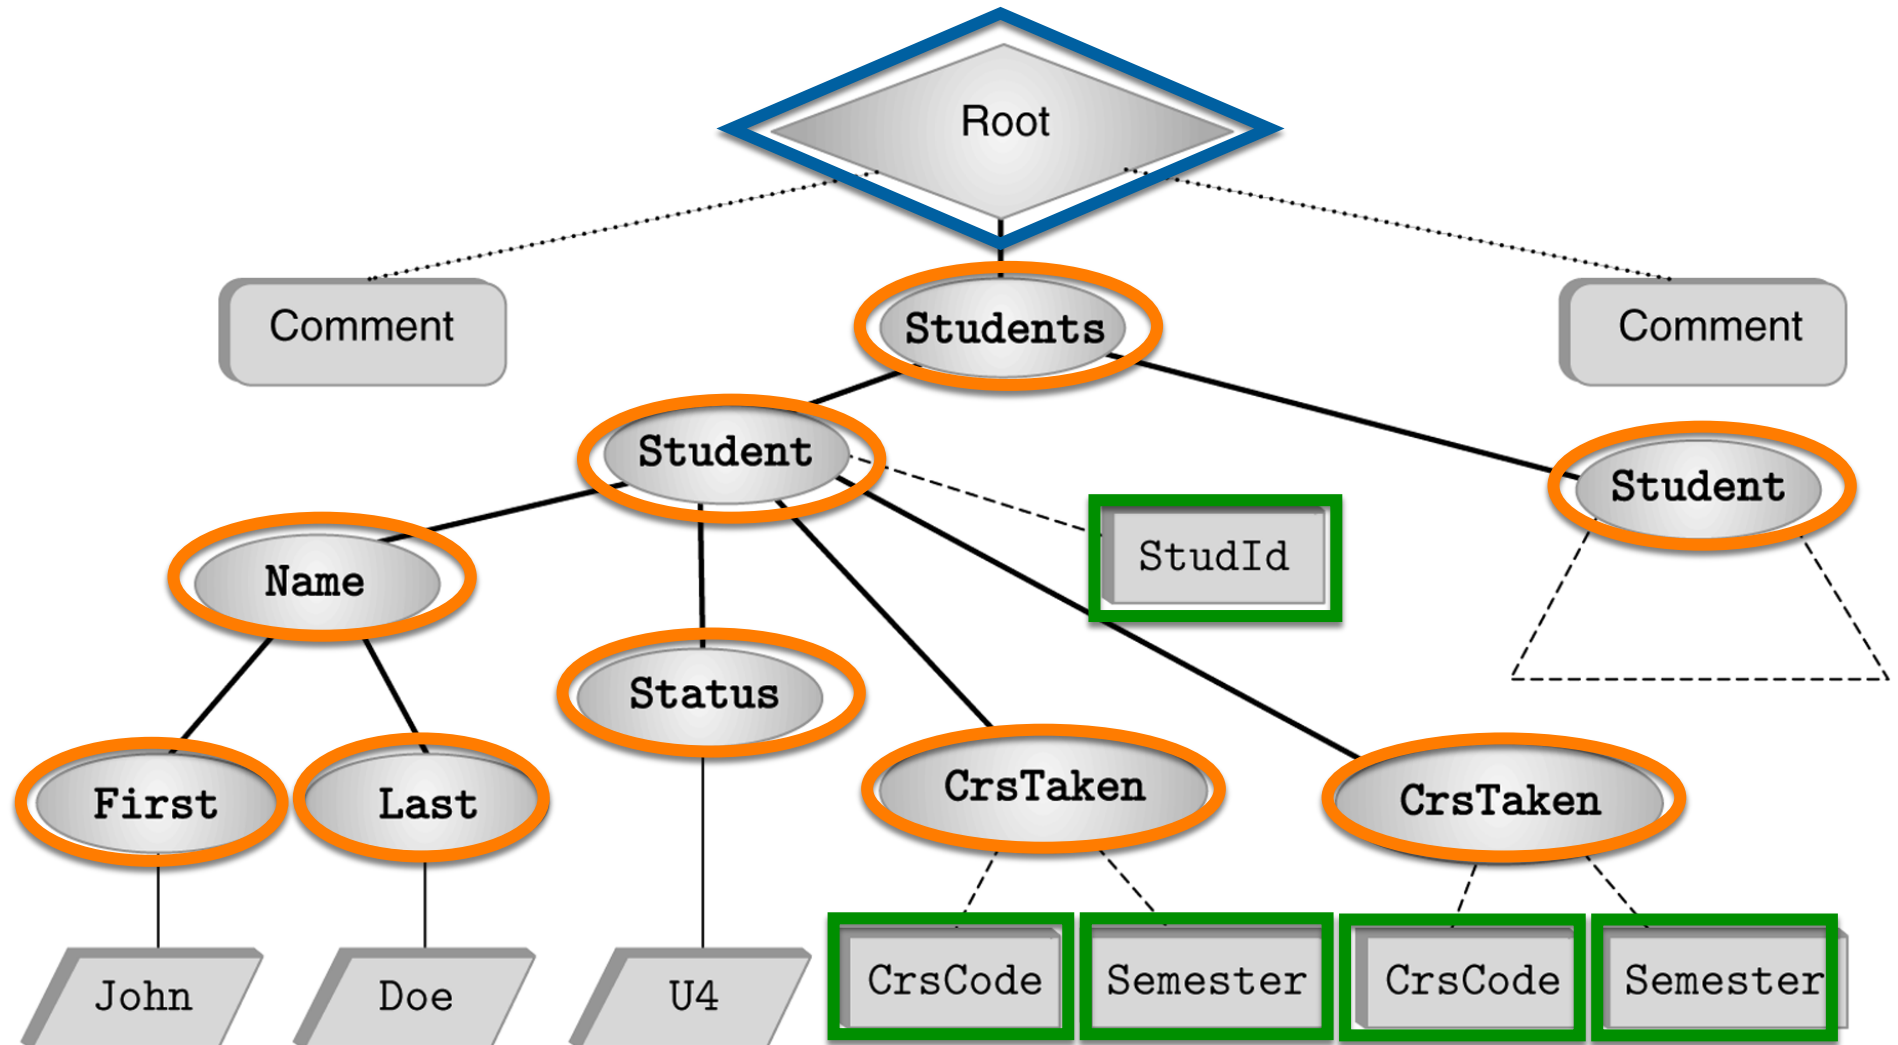 Root
Comment
Students
Comment
Student
Student
StudId
Name
Status
First
Last
CrsTaken
CrsTaken
John
Doe
U4
CrsCode
Semester
CrsCode
Semester